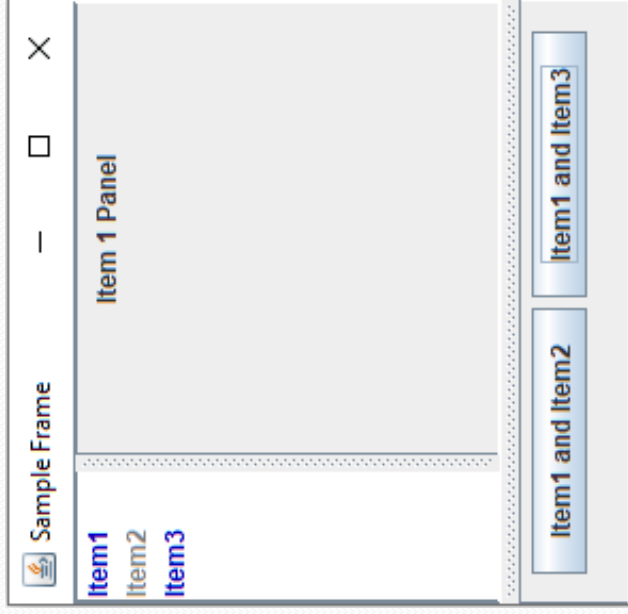 Sample Frame
Item1
Item2
Item3
Item 1 Panel
Item1 and Item2
Item1 and Item3